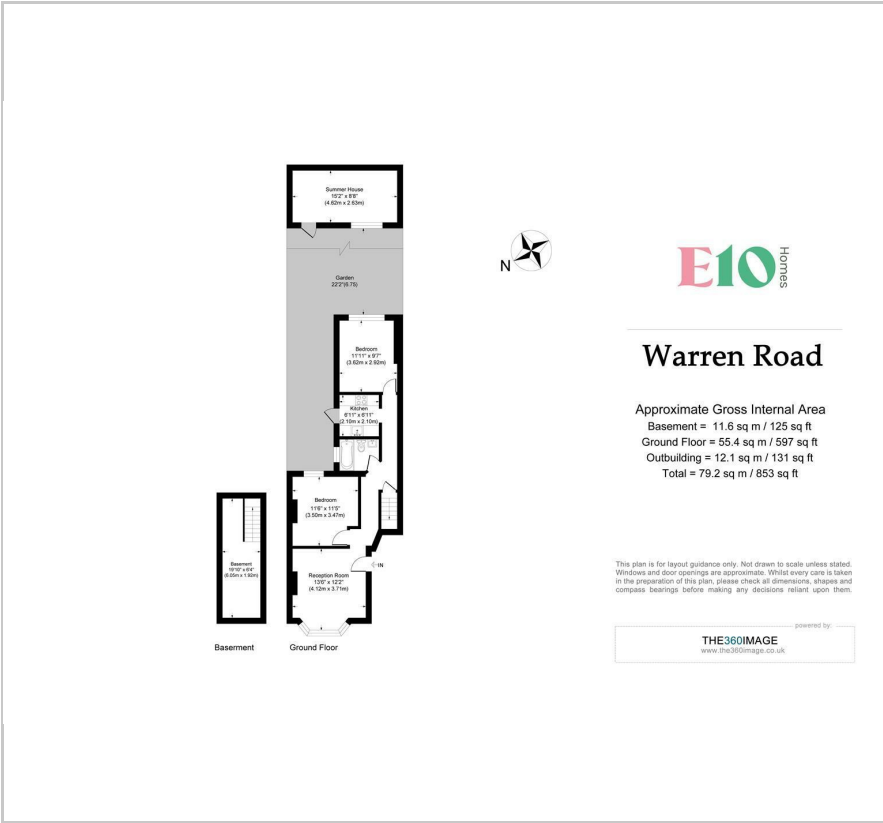 Summer House
15'2" x 8'8"
(4.62m x 2.63m)
Garden
22'2"(6.75)
N
Bedroom
11'11" x 9'7"
(3.62m x 2.92m)
Kitchen
6'11" x 6'11"
(2.10m x 2.10m)
Bedroom
11'6" x 11'5"
(3.50m x 3.47m)
IN
Reception Room
13'6" x 12'2"
(4.12m x 3.71m)
Basement
19'10" x 6'4"
(6.05m x 1.92m)
Baserment
Ground Floor
E10
Homes
Warren Road
Approximate Gross Internal Area
Basement = 11.6 sq m / 125 sq ft
Ground Floor = 55.4 sq m / 597 sq ft
Outbuilding = 12.1 sq m / 131 sq ft
Total = 79.2 sq m / 853 sq ft
This plan is for layout guidance only. Not drawn to scale unless stated.
Windows and door openings are approximate. Whilst every care is taken
in the preparation of this plan, please check all dimensions, shapes and
compass bearings before making any decisions reliant upon them.
powered by:
THE360IMAGE
www.the360image.co.uk